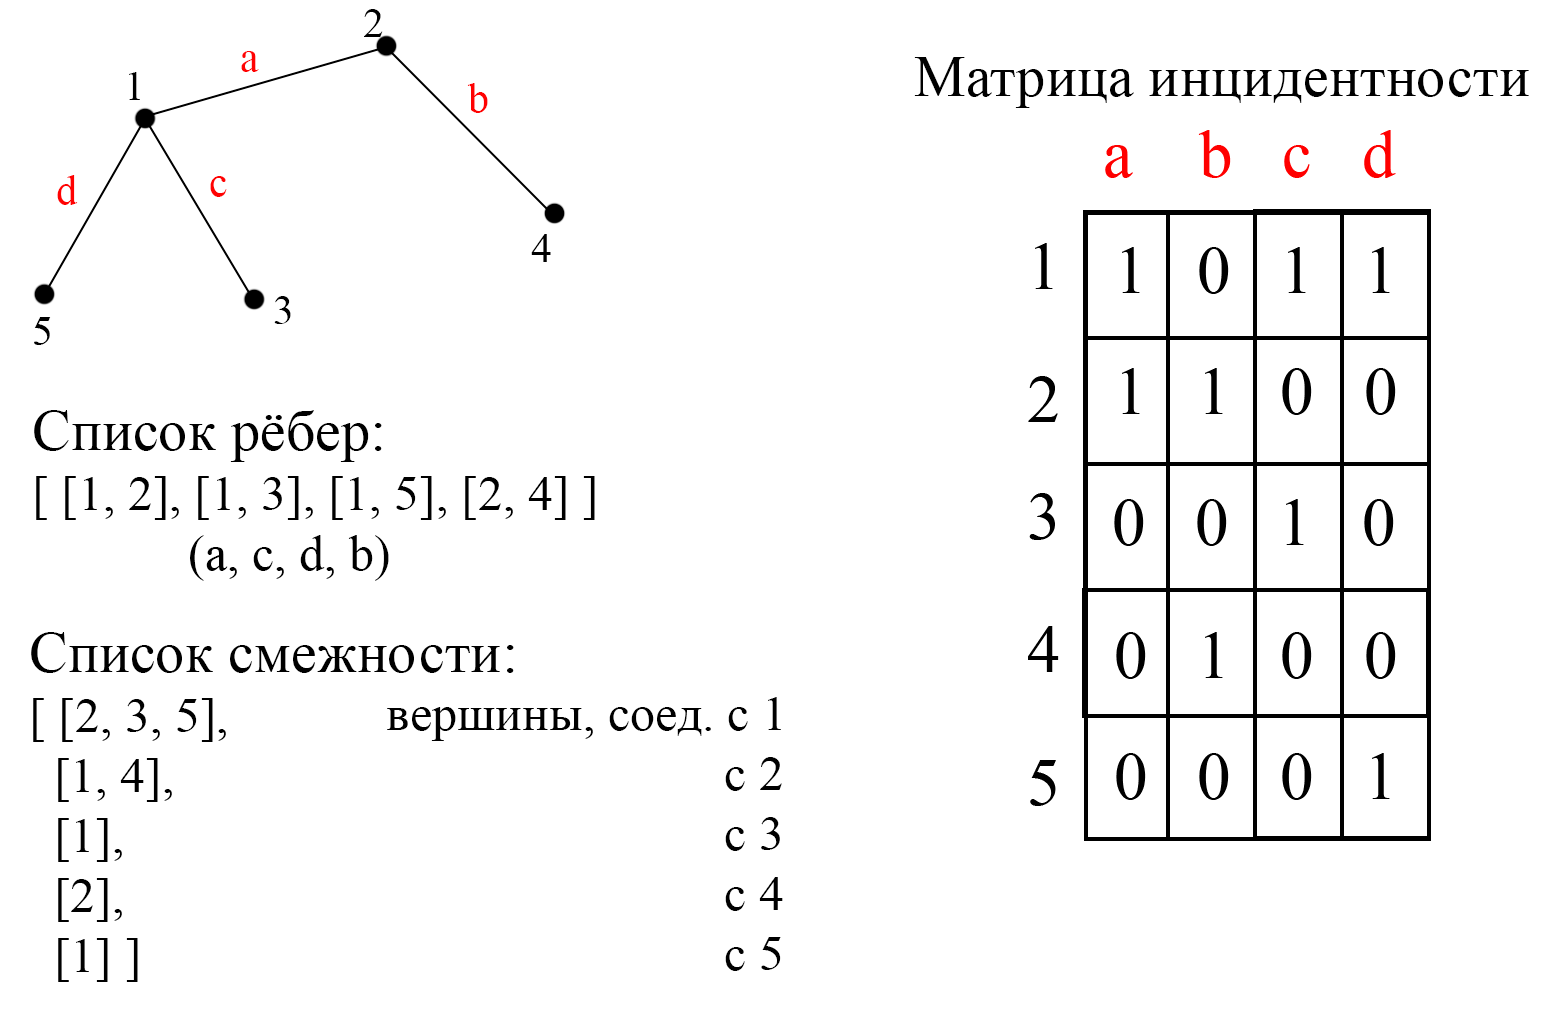 2
a
1
b
d
c
4
3
5
Список рёбер:
[ [1, 2], [1, 3], [1, 5], [2, 4] ]
(a, c, d, b)
Список смежности:
[ [2, 3, 5], вершины, соед. с 1
[1, 4], с 2
[1], с 3
[2], с 4
[1] ] с 5
Матрица инцидентности
a b c d
1 1 0 1 1
2 1 1 0 0
3 0 0 1 0
4 0 1 0 0
5 0 0 0 1